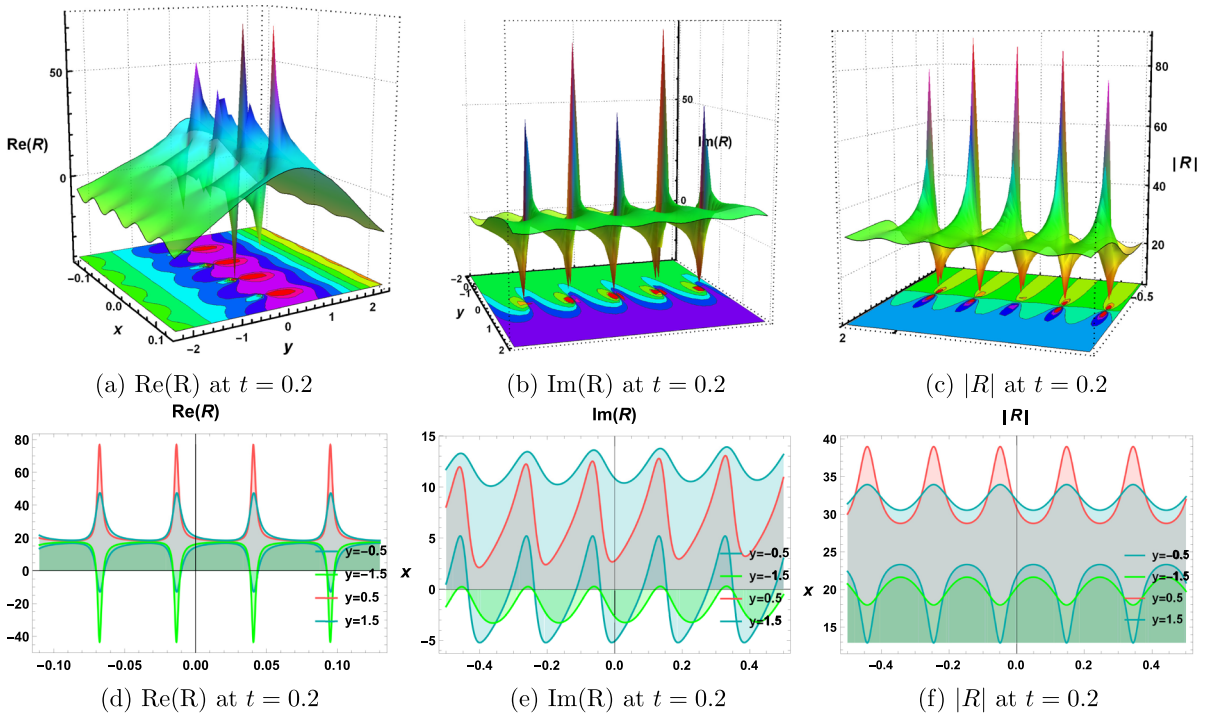 50
Re(R)
0
-0.1
0.0
x
0.1
-2
-1
0
y
1
2
50
Im(R)
0
-2
-1
0
y
1
2
80
|R|
60
40
20
-0.5
2
(a) Re(R) at t = 0.2
(b) Im(R) at t = 0.2
(c) |R| at t = 0.2
Re(R)
80
60
40
20
0
-20
-40
x
y=-0.5
y=-1.5
y=0.5
y=1.5
-0.10 -0.05 0.00 0.05 0.10
Im(R)
15
10
5
0
-5
x
y=-0.5
y=-1.5
y=0.5
y=1.5
-0.4 -0.2 0.0 0.2 0.4
|R|
40
35
30
25
20
15
y=-0.5
y=-1.5
y=0.5
y=1.5
-0.4 -0.2 0.0 0.2 0.4
(d) Re(R) at t = 0.2
(e) Im(R) at t = 0.2
(f) |R| at t = 0.2